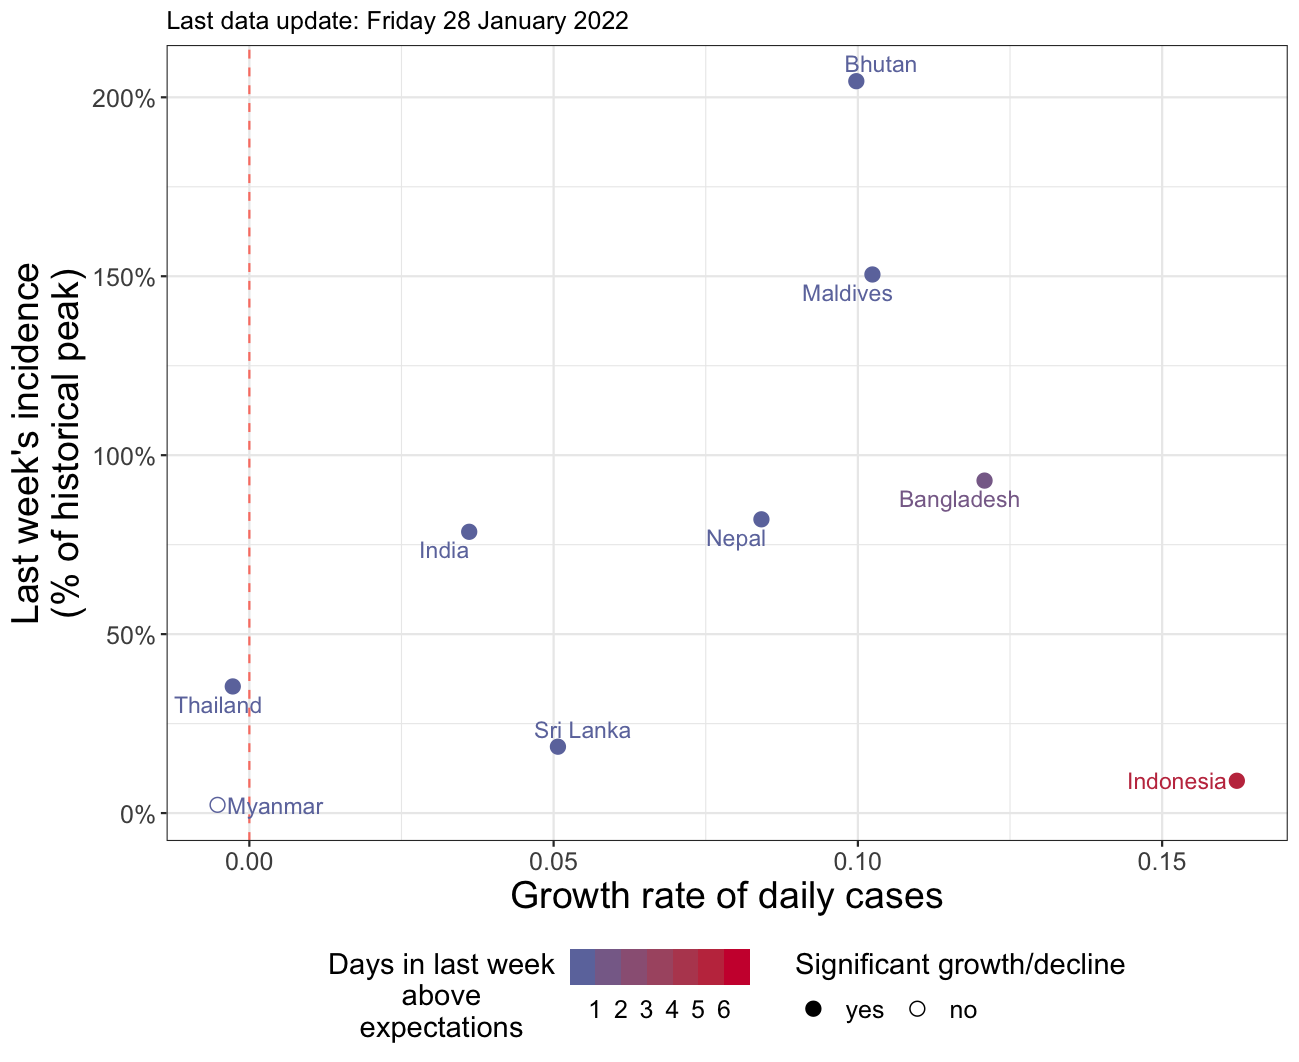 Last data update: Friday 28 January 2022
Last week's incidence
(% of historical peak)
200%
150%
100%
50%
0%
Bhutan
Maldives
Bangladesh
Nepal
India
Thailand
Sri Lanka
Indonesia
Myanmar
0.00 0.05 0.10 0.15
Growth rate of daily cases
Days in last week
above
expectations
1 2 3 4 5 6
Significant growth/decline
yes no